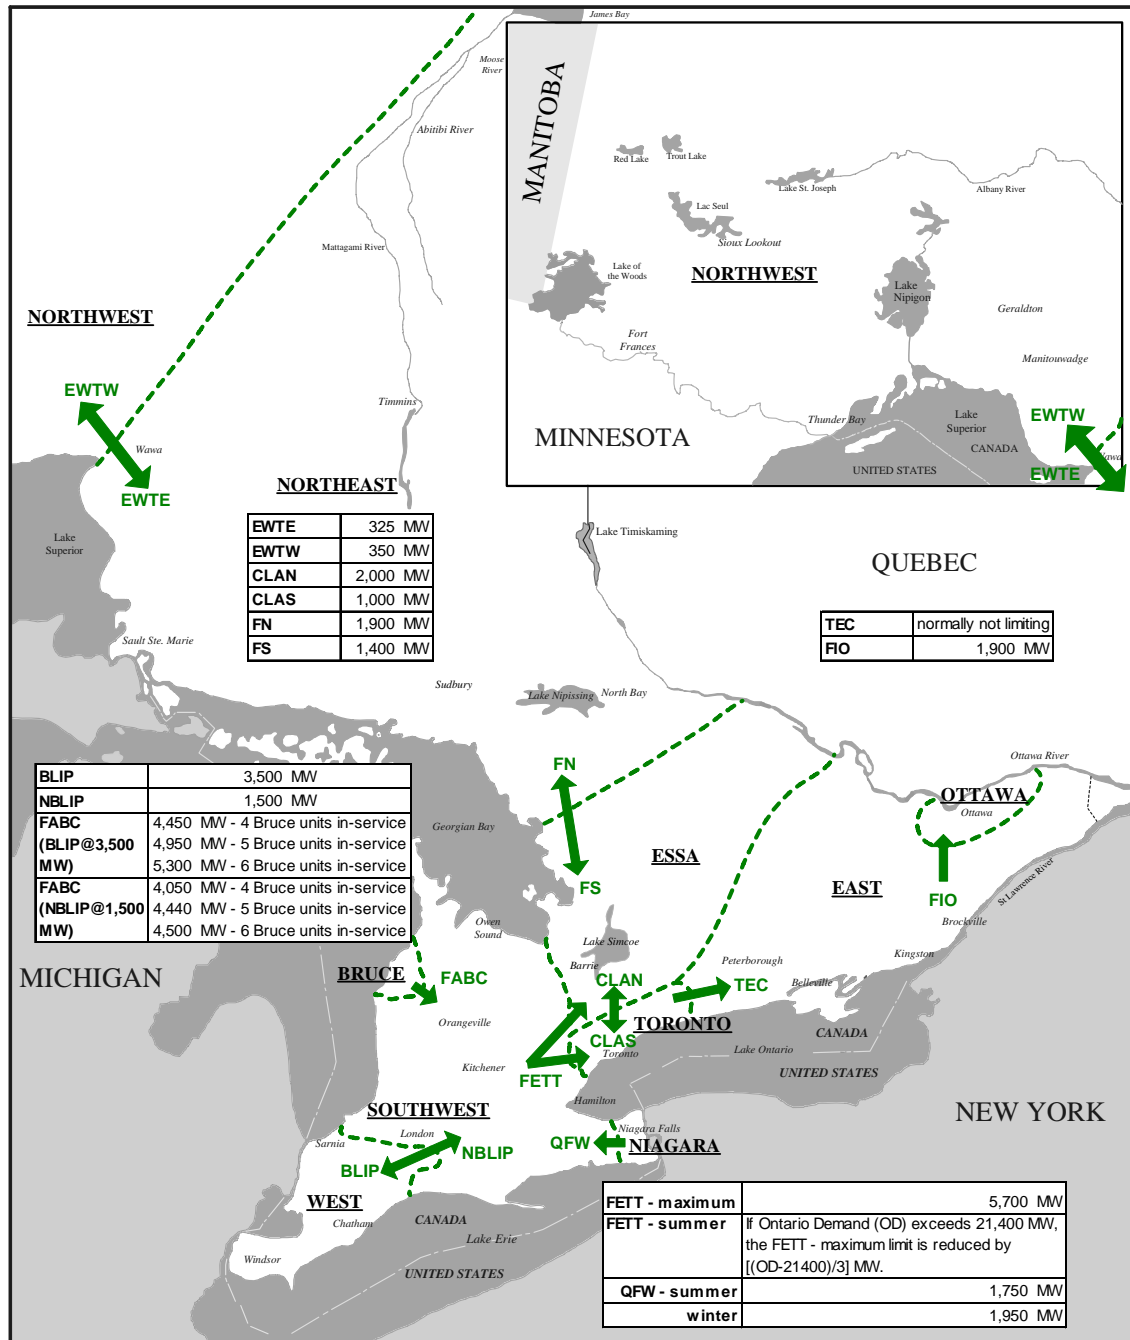 James Bay
Moose
River
Abitibi River
Mattagami River
MANITOBA
Red Lake
Trout Lake
Lake St. Joseph
Albany River
Lac Seul
Sioux Lookout
NORTHWEST
Lake of
the Woods
Lake
Nipigon
Geraldton
Fort
Frances
Manitouwadge
Thunder Bay
Lake
Superior
EWTW
MINNESOTA
CANADA
UNITED STATES
Wawa
EWTE
NORTHWEST
EWTW
Timmins
Wawa
EWTE
NORTHEAST
Lake
Superior
EWTE 325 MW
EWTW 350 MW
CLAN 2,000 MW
CLAS 1,000 MW
FN 1,900 MW
FS 1,400 MW
Lake Timiskaming
QUEBEC
TEC normally not limiting
FIO 1,900 MW
Sault Ste. Marie
Sudbury
Lake Nipissing
North Bay
BLIP 3,500 MW
NBLIP 1,500 MW
FABC 4,450 MW - 4 Bruce units in-service
(BLIP@3,500 4,950 MW - 5 Bruce units in-service
MW) 5,300 MW - 6 Bruce units in-service
FABC 4,050 MW - 4 Bruce units in-service
(NBLIP@1,500 4,440 MW - 5 Bruce units in-service
MW) 4,500 MW - 6 Bruce units in-service
FN
Ottawa River
OTTAWA
Ottawa
Georgian Bay
ESSA
FS
EAST
FIO
St Lawrence River
Brockville
Owen
Sound
Lake Simcoe
Kingston
MICHIGAN
BRUCE
FABC
Barrie
CLAN
Peterborough
TEC
Belleville
Orangeville
TORONTO
CLAS
Toronto
CANADA
Lake Ontario
UNITED STATES
Kitchener
FETT
Hamilton
NEW YORK
SOUTHWEST
London
Sarnia
NBLIP
BLIP
QFW
Niagara Falls
NIAGARA
WEST
Chatham
CANADA
Lake Erie
Windsor
UNITED STATES
FETT - maximum 5,700 MW
FETT - summer If Ontario Demand (OD) exceeds 21,400 MW,
the FETT - maximum limit is reduced by
[(OD-21400)/3] MW.
QFW - summer 1,750 MW
winter 1,950 MW